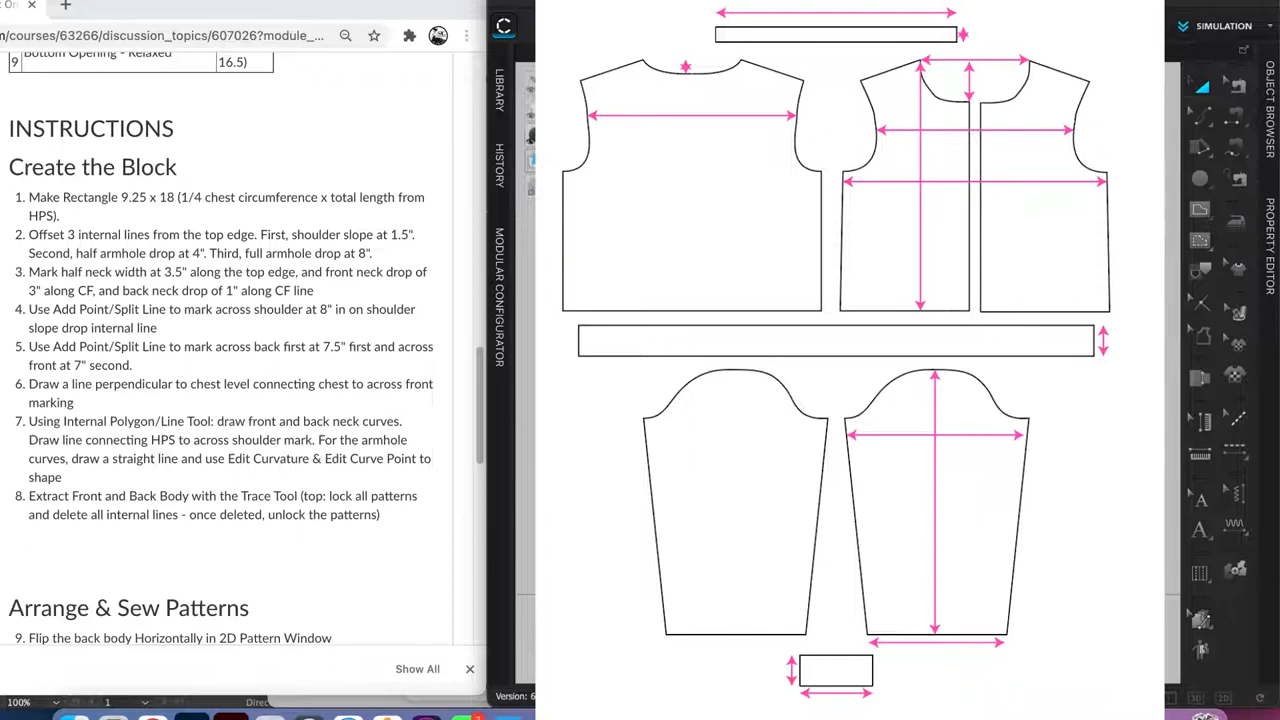 t On
n/courses/63266/discussion_topics/607026?module_...
Bottom Opening - Relaxed
9
16.5)
INSTRUCTIONS
Create the Block
1. Make Rectangle 9.25 x 18 (1/4 chest circumference x total length from
HPS).
2. Offset 3 internal lines from the top edge. First, shoulder slope at 1.5".
Second, half armhole drop at 4". Third, full armhole drop at 8".
3. Mark half neck width at 3.5" along the top edge, and front neck drop of
3" along CF, and back neck drop of 1" along CF line
4. Use Add Point/Split Line to mark across shoulder at 8" in on shoulder
slope drop internal line
5. Use Add Point/Split Line to mark across back first at 7.5" first and across
front at 7" second.
6. Draw a line perpendicular to chest level connecting chest to across front
marking
7. Using Internal Polygon/Line Tool: draw front and back neck curves.
Draw line connecting HPS to across shoulder mark. For the armhole
curves, draw a straight line and use Edit Curvature & Edit Curve Point to
shape
8. Extract Front and Back Body with the Trace Tool (top: lock all patterns
and delete all internal lines - once deleted, unlock the patterns)
Arrange & Sew Patterns
9. Flip the back body Horizontally in 2D Pattern Window
Show All
100%
1
Direc
LIBRARY
HISTORY
MODULAR CONFIGURATOR
Version: 6
SIMULATION
OBJECT BROWSER
PROPERTY EDITOR
3D
2D